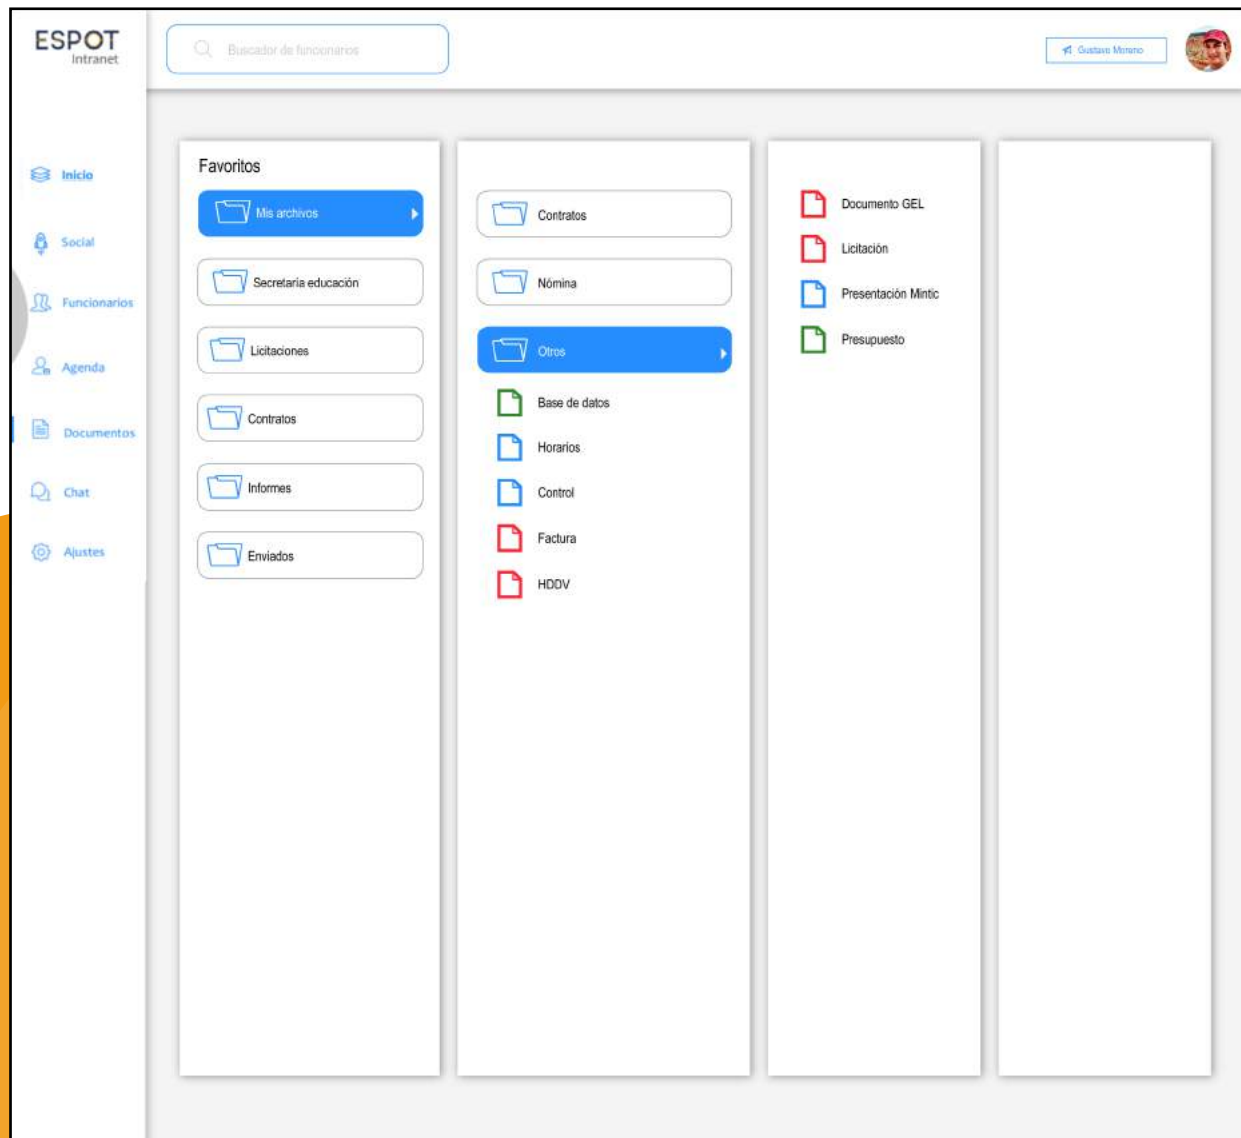 ESPOT
Intranet
Buscador de funcionarios
Gustavo Moreno
Inicio
Social
Funcionarios
Agenda
Documentos
Chat
Ajustes
Favoritos
Mis archivos
Secretaría educación
Licitaciones
Contratos
Informes
Enviados
Contratos
Nómina
Otros
Base de datos
Horarios
Control
Factura
HDDV
Documento GEL
Licitación
Presentación Mintic
Presupuesto